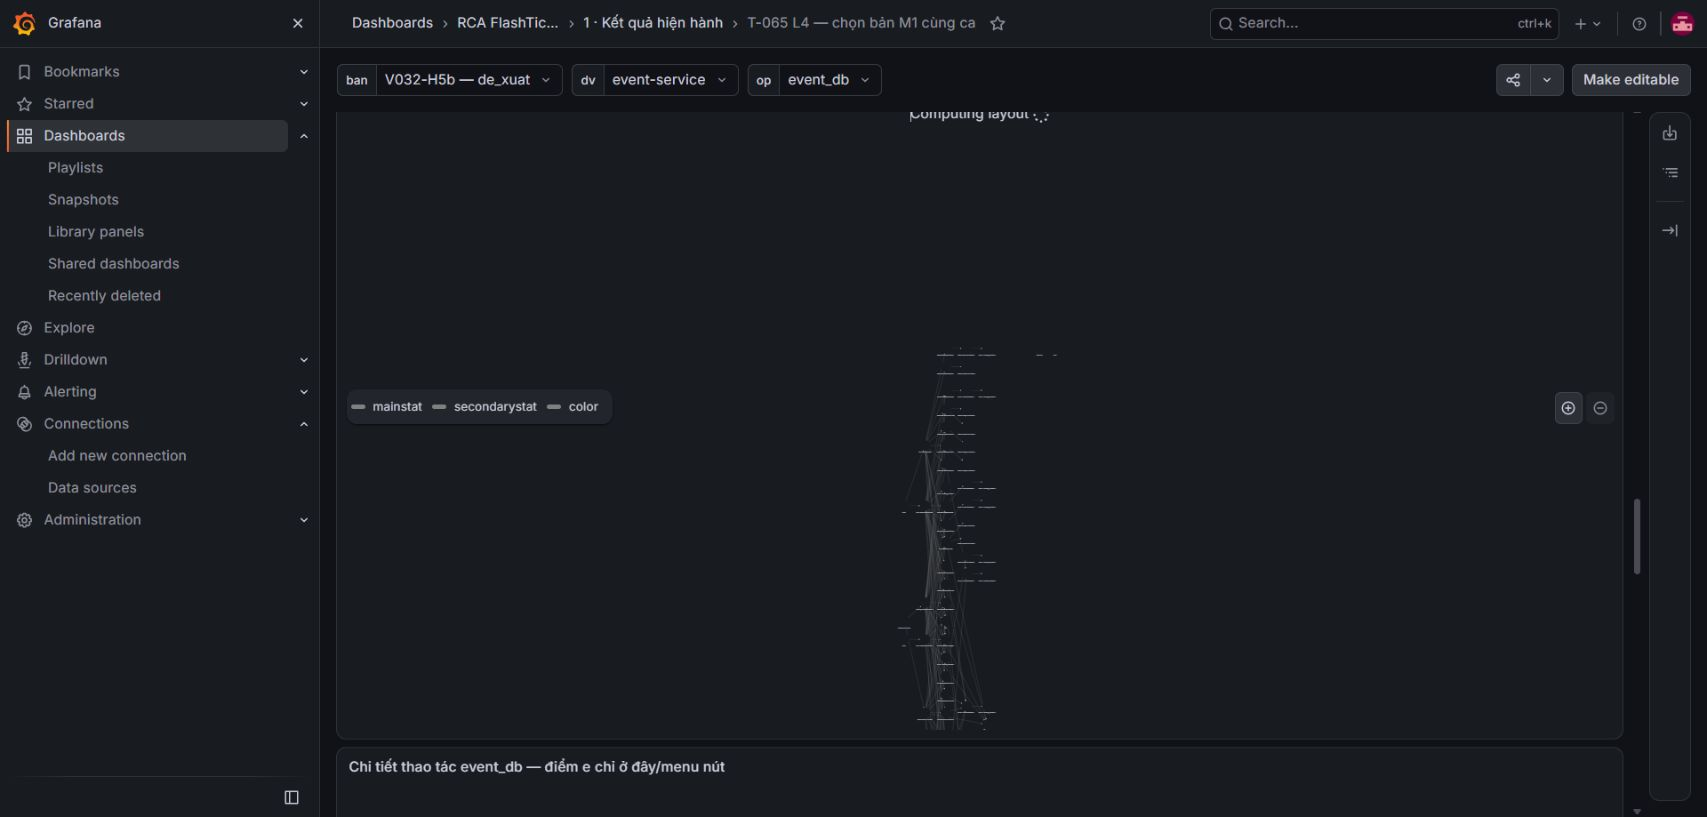 Grafana
Dashboards › RCA FlashTic... › 1 · Kết quả hiện hành › T-065 L4 — chọn bản M1 cùng ca
Search...
ctrl+k
Bookmarks
Starred
Dashboards
Playlists
Snapshots
Library panels
Shared dashboards
Recently deleted
Explore
Drilldown
Alerting
Connections
Add new connection
Data sources
Administration
ban V032-H5b — de_xuat
dv event-service
op event_db
Make editable
Computing layout
mainstat secondarystat color
Chi tiết thao tác event_db — điểm e chỉ ở đây/menu nút